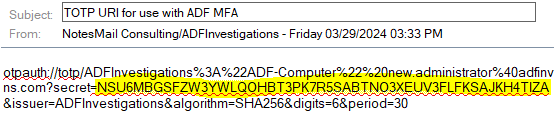 Subject: TOTP URI for use with ADF MFA
From: NotesMail Consulting/ADFInvestigations - Friday 03/29/2024 03:33 PM
otpauth://totp/ADFInvestigations%3A%22ADF-Computer%22%20new.administrator%40adfinv
ns.com?secret=NSU6MBGSFZW3YWLQOHBT3PK7R5SABTNO3XEUV3FLFKSAJKH4TIZA
&issuer=ADFInvestigations&algorithm=SHA256&digits=6&period=30